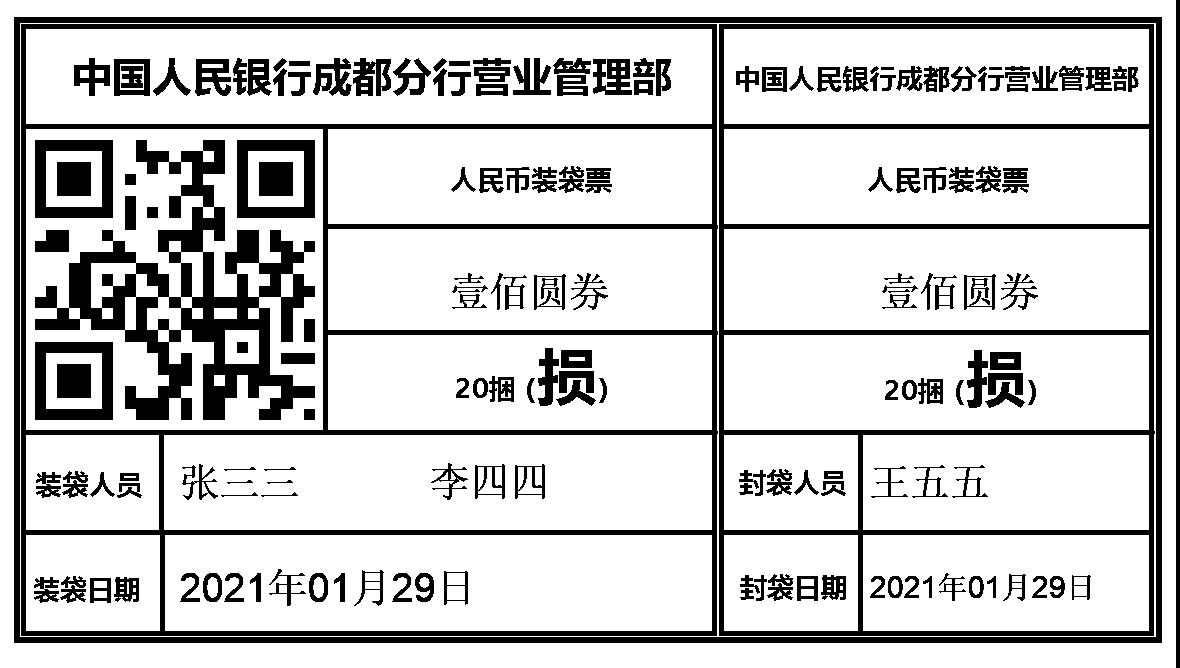 中国人民银行成都分行营业管理部
人民币装袋票
壹佰圆券
20捆 (损)
装袋人员 张三三 李四四
装袋日期 2021年01月29日
中国人民银行成都分行营业管理部
人民币装袋票
壹佰圆券
20捆 (损)
封袋人员 王五五
封袋日期 2021年01月29日